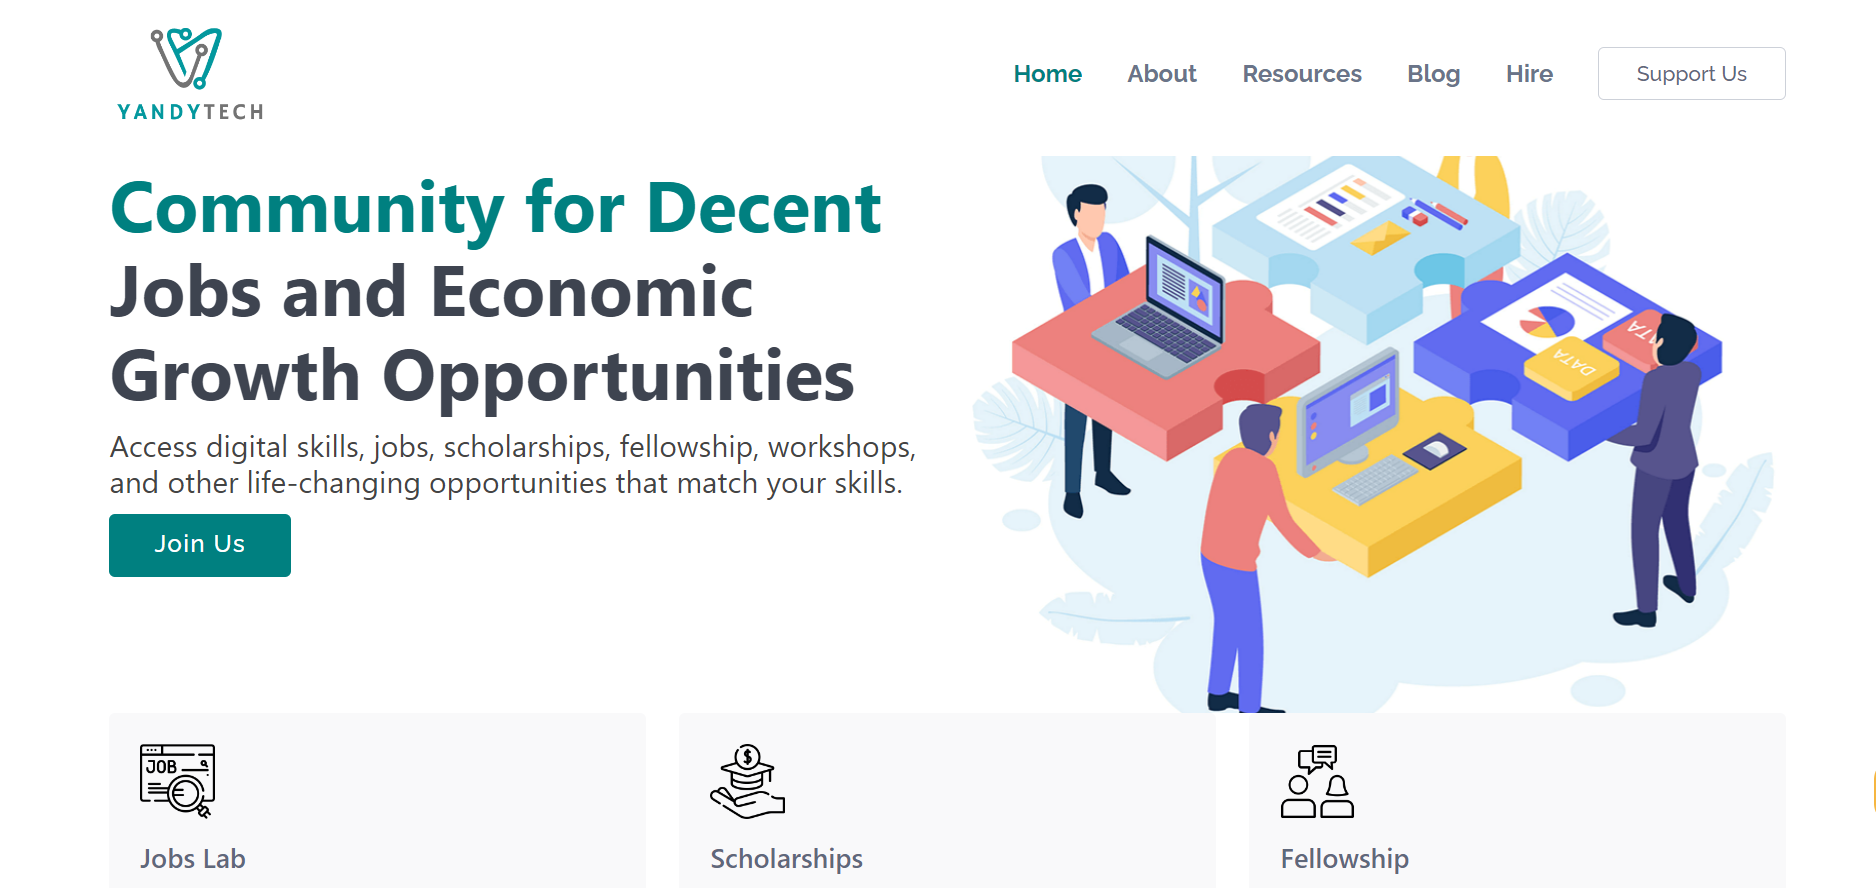 YANDYTECH
Home About Resources Blog Hire Support Us
Community for Decent
Jobs and Economic
Growth Opportunities
Access digital skills, jobs, scholarships, fellowship, workshops,
and other life-changing opportunities that match your skills.
Join Us
DATA
DATA
JOB
Jobs Lab
Scholarships
Fellowship